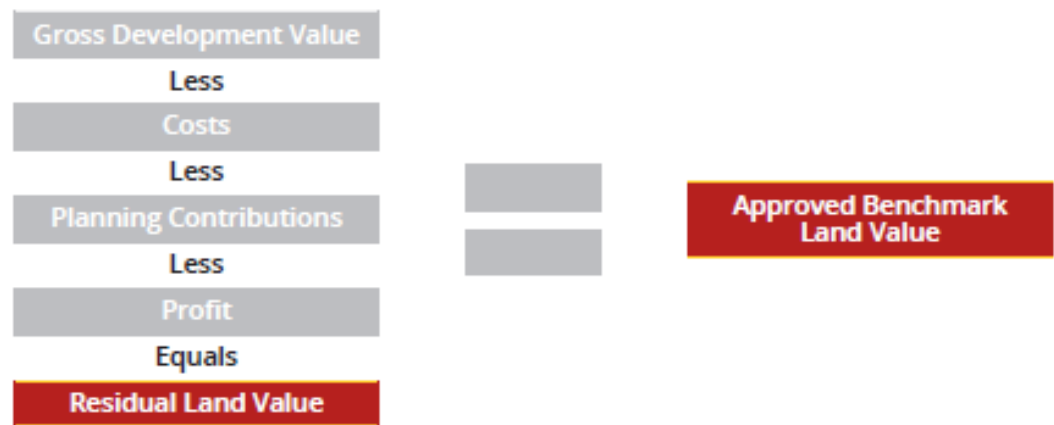 Gross Development Value
Less
Costs
Less
Planning Contributions
Less
Profit
Equals
Residual Land Value
Approved Benchmark
Land Value